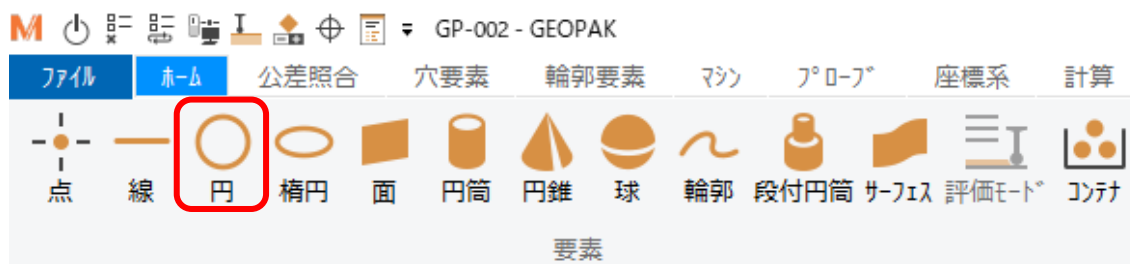 GP-002 - GEOPAK
ﾌｧｲﾙ ﾎｰﾑ 公差照合 穴要素 輪郭要素 ﾏｼﾝ ﾌﾟﾛｰﾌﾞ 座標系 計算
点 線 円 楕円 面 円筒 円錐 球 輪郭 段付円筒 ｻｰﾌｪｽ 評価ﾓｰﾄﾞ ｺﾝﾃﾅ
要素